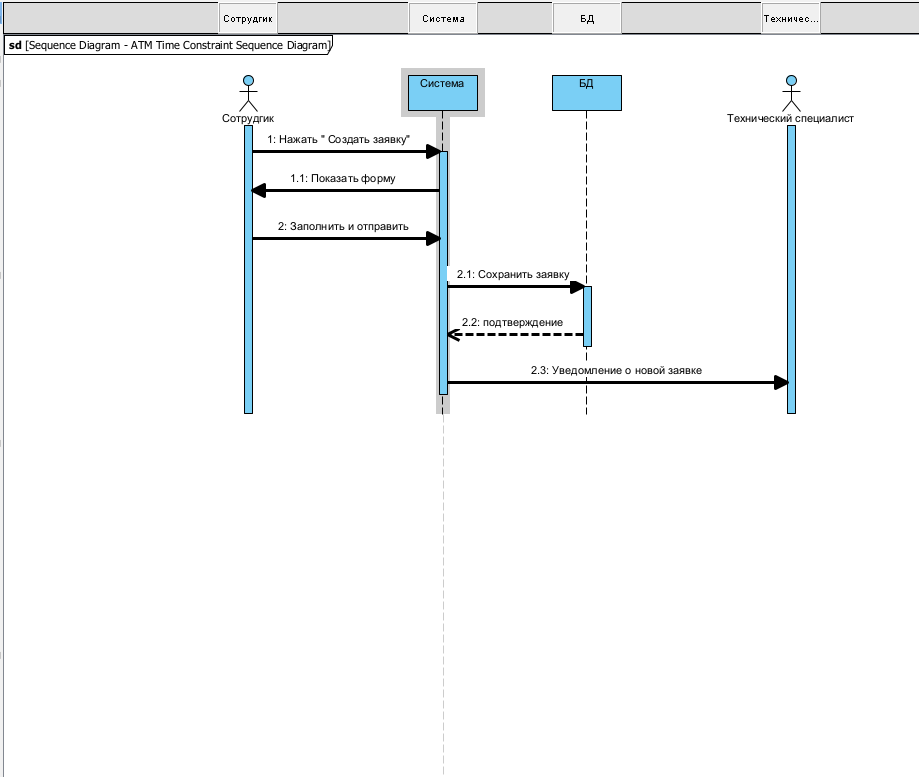 Сотрудгик
Система
БД
Техничес...
sd [Sequence Diagram - ATM Time Constraint Sequence Diagram]
Система
БД
Сотрудгик
Технический специалист
1: Нажать " Создать заявку"
1.1: Показать форму
2: Заполнить и отправить
2.1: Сохранить заявку
2.2: подтверждение
2.3: Уведомление о новой заявке